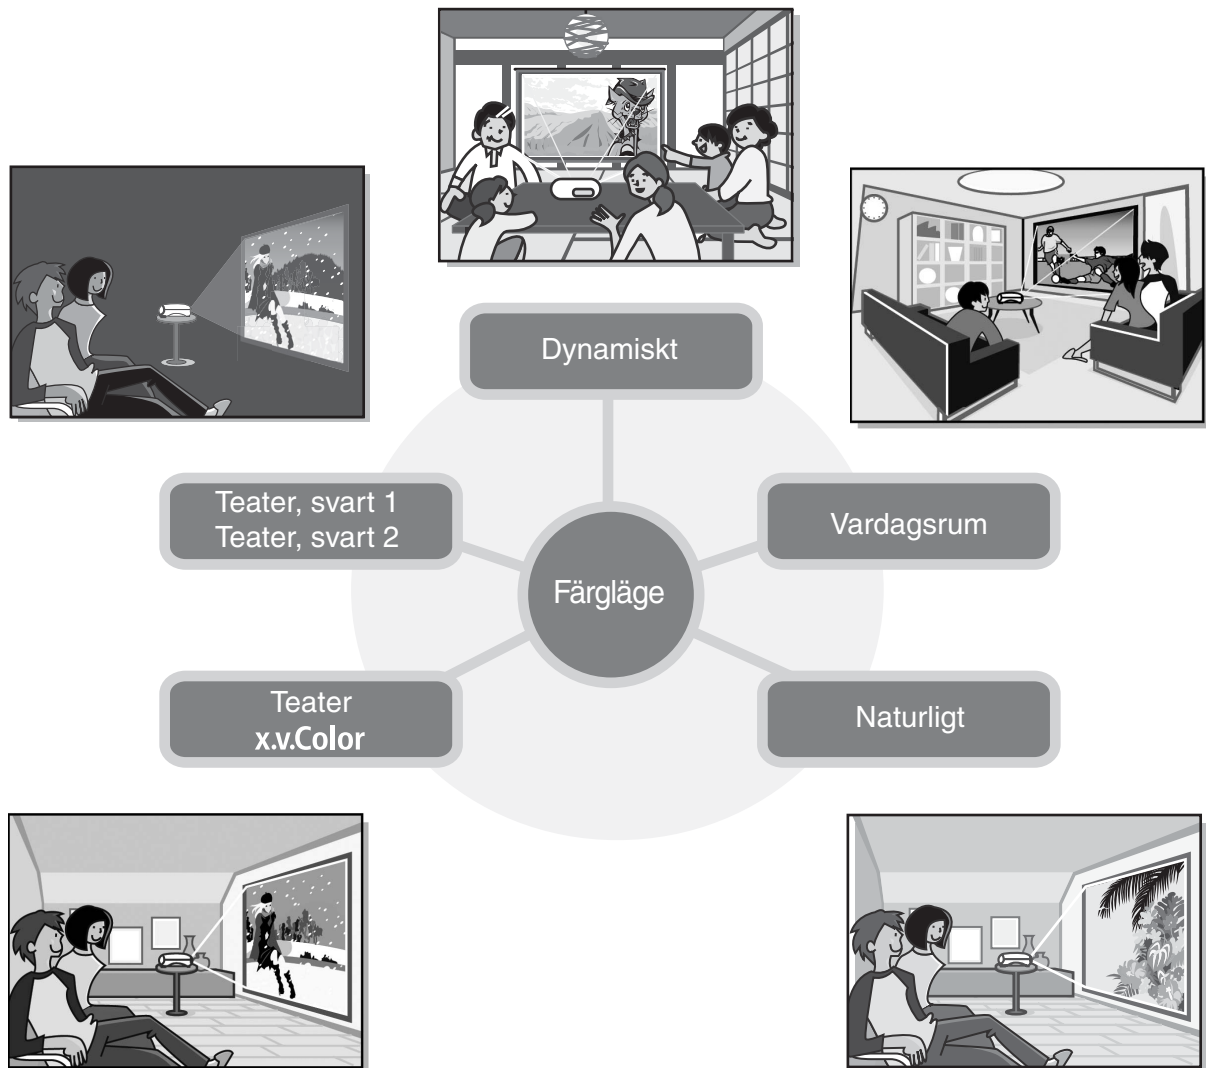 Dynamiskt
Teater, svart 1
Teater, svart 2
Vardagsrum
Färgläge
Teater
x.v.Color
Naturligt